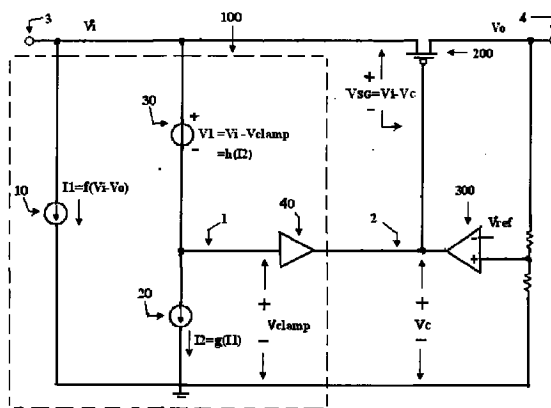 3
Vi
100
Vo
4
200
30
+
V1 =Vi -Vclamp
−
=h(I2)
+
VSG=Vi-Vc
−
10
I1=f(Vi-Vo)
40
300
1
2
Vref
−
+
20
I2=g(I1)
+
Vclamp
−
+
Vc
−